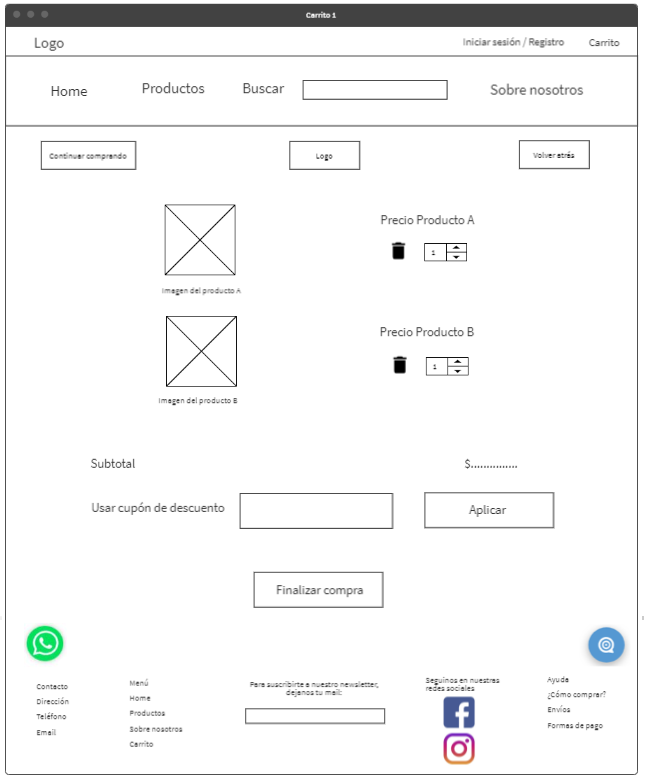 Carrito 1
Logo
Iniciar sesión / Registro
Carrito
Home
Productos
Buscar
Sobre nosotros
Continuar comprando
Logo
Volver atrás
Precio Producto A
1
Imagen del producto A
Precio Producto B
1
Imagen del producto B
Subtotal
$..............
Usar cupón de descuento
Aplicar
Finalizar compra
Contacto
Dirección
Teléfono
Email
Menú
Home
Productos
Sobre nosotros
Carrito
Para suscribirte a nuestro newsletter,
dejanos tu mail:
Seguinos en nuestras
redes sociales
Ayuda
¿Cómo comprar?
Envíos
Formas de pago